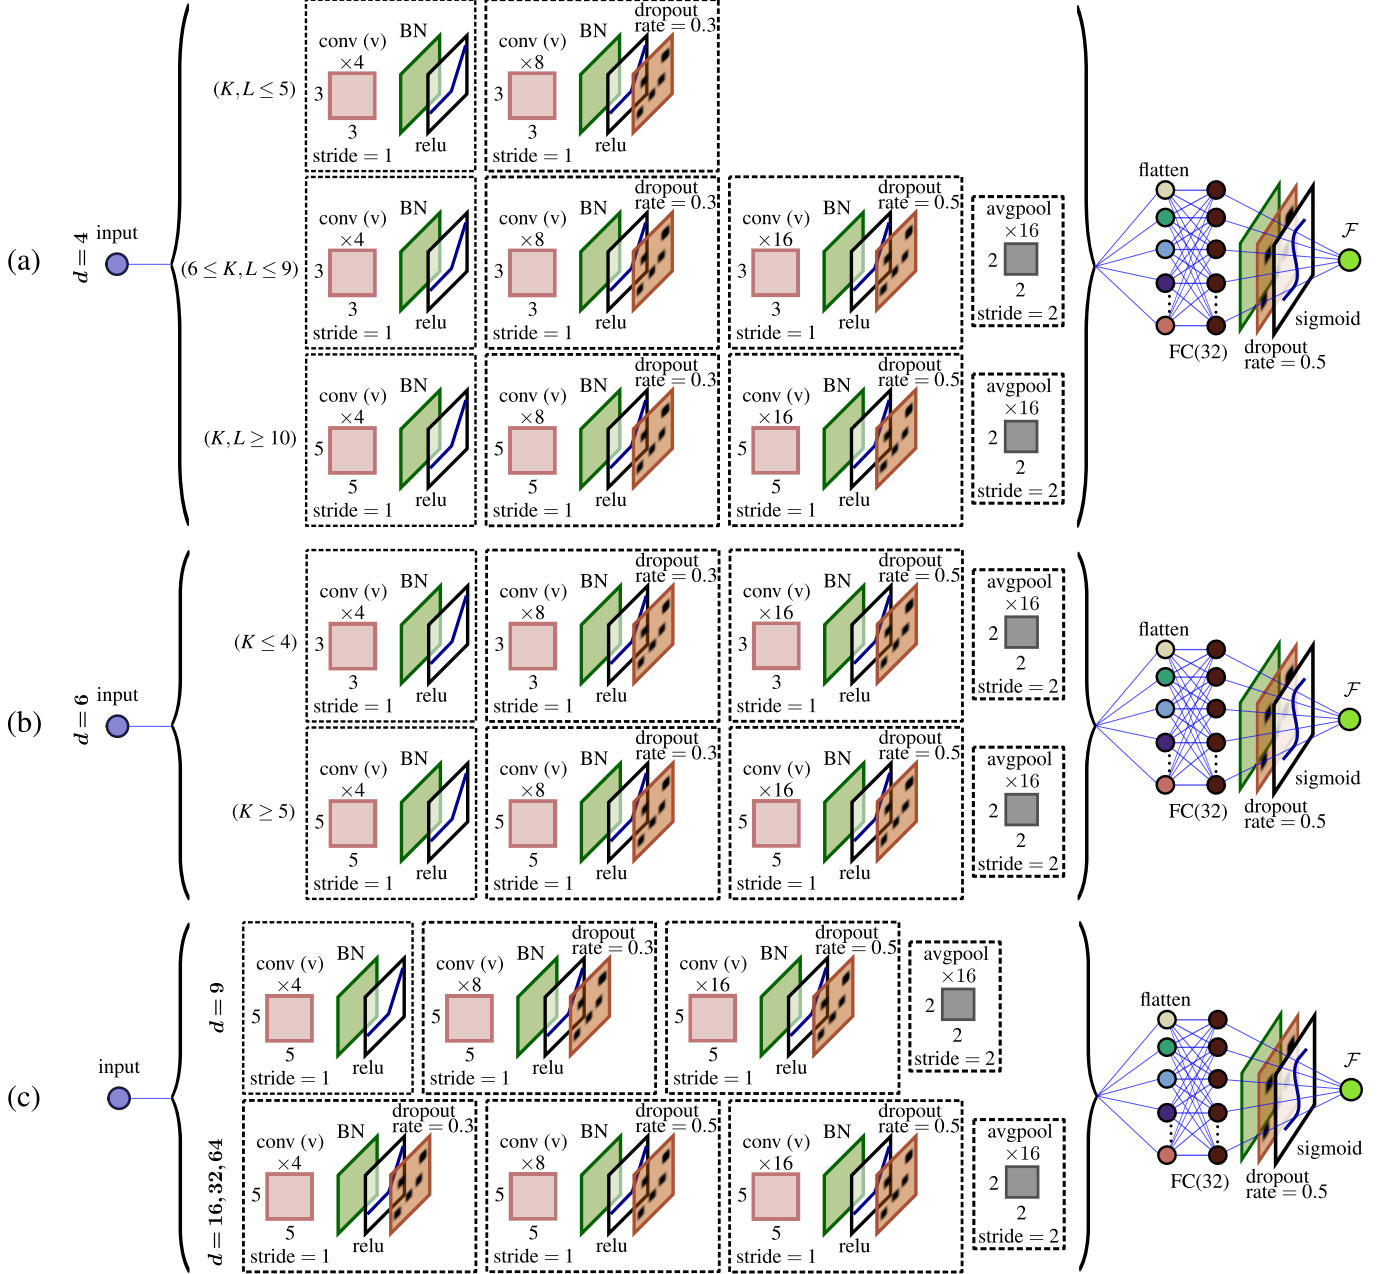 (a)
d = 4
input
(K, L ≤ 5)
conv (v)
×4
3
3
stride = 1
BN
relu
conv (v)
×8
3
3
stride = 1
BN
relu
dropout
rate = 0.3
(6 ≤ K, L ≤ 9)
conv (v)
×4
3
3
stride = 1
BN
relu
conv (v)
×8
3
3
stride = 1
BN
relu
dropout
rate = 0.3
conv (v)
×16
3
3
stride = 1
BN
relu
dropout
rate = 0.5
avgpool
×16
2
2
stride = 2
(K, L ≥ 10)
conv (v)
×4
5
5
stride = 1
BN
relu
conv (v)
×8
5
5
stride = 1
BN
relu
dropout
rate = 0.3
conv (v)
×16
5
5
stride = 1
BN
relu
dropout
rate = 0.5
avgpool
×16
2
2
stride = 2
flatten
FC(32)
dropout
rate = 0.5
sigmoid
ℱ
(b)
d = 6
input
(K ≤ 4)
conv (v)
×4
3
3
stride = 1
BN
relu
conv (v)
×8
3
3
stride = 1
BN
relu
dropout
rate = 0.3
conv (v)
×16
3
3
stride = 1
BN
relu
dropout
rate = 0.5
avgpool
×16
2
2
stride = 2
(K ≥ 5)
conv (v)
×4
5
5
stride = 1
BN
relu
conv (v)
×8
5
5
stride = 1
BN
relu
dropout
rate = 0.3
conv (v)
×16
5
5
stride = 1
BN
relu
dropout
rate = 0.5
avgpool
×16
2
2
stride = 2
flatten
FC(32)
dropout
rate = 0.5
sigmoid
ℱ
(c)
input
d = 9
conv (v)
×4
5
5
stride = 1
BN
relu
conv (v)
×8
5
5
stride = 1
BN
relu
dropout
rate = 0.3
conv (v)
×16
5
5
stride = 1
BN
relu
dropout
rate = 0.5
avgpool
×16
2
2
stride = 2
d = 16, 32, 64
conv (v)
×4
5
5
stride = 1
BN
relu
dropout
rate = 0.3
conv (v)
×8
5
5
stride = 1
BN
relu
dropout
rate = 0.5
conv (v)
×16
5
5
stride = 1
BN
relu
dropout
rate = 0.5
avgpool
×16
2
2
stride = 2
flatten
FC(32)
dropout
rate = 0.5
sigmoid
ℱ